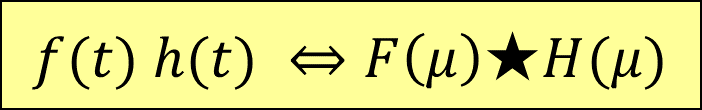 𝑓(𝑡) ℎ(𝑡) ⇔ 𝐹(𝜇)★𝐻(𝜇)